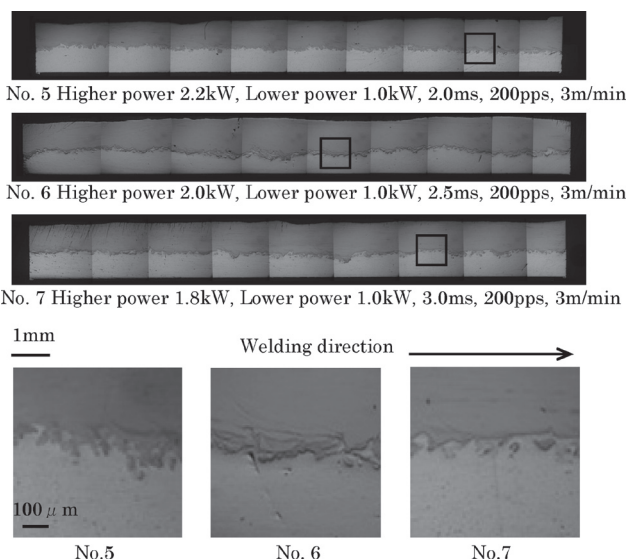 No. 5 Higher power 2.2kW, Lower power 1.0kW, 2.0ms, 200pps, 3m/min
No. 6 Higher power 2.0kW, Lower power 1.0kW, 2.5ms, 200pps, 3m/min
No. 7 Higher power 1.8kW, Lower power 1.0kW, 3.0ms, 200pps, 3m/min
1mm
Welding direction
100μm
No.5
No. 6
No.7